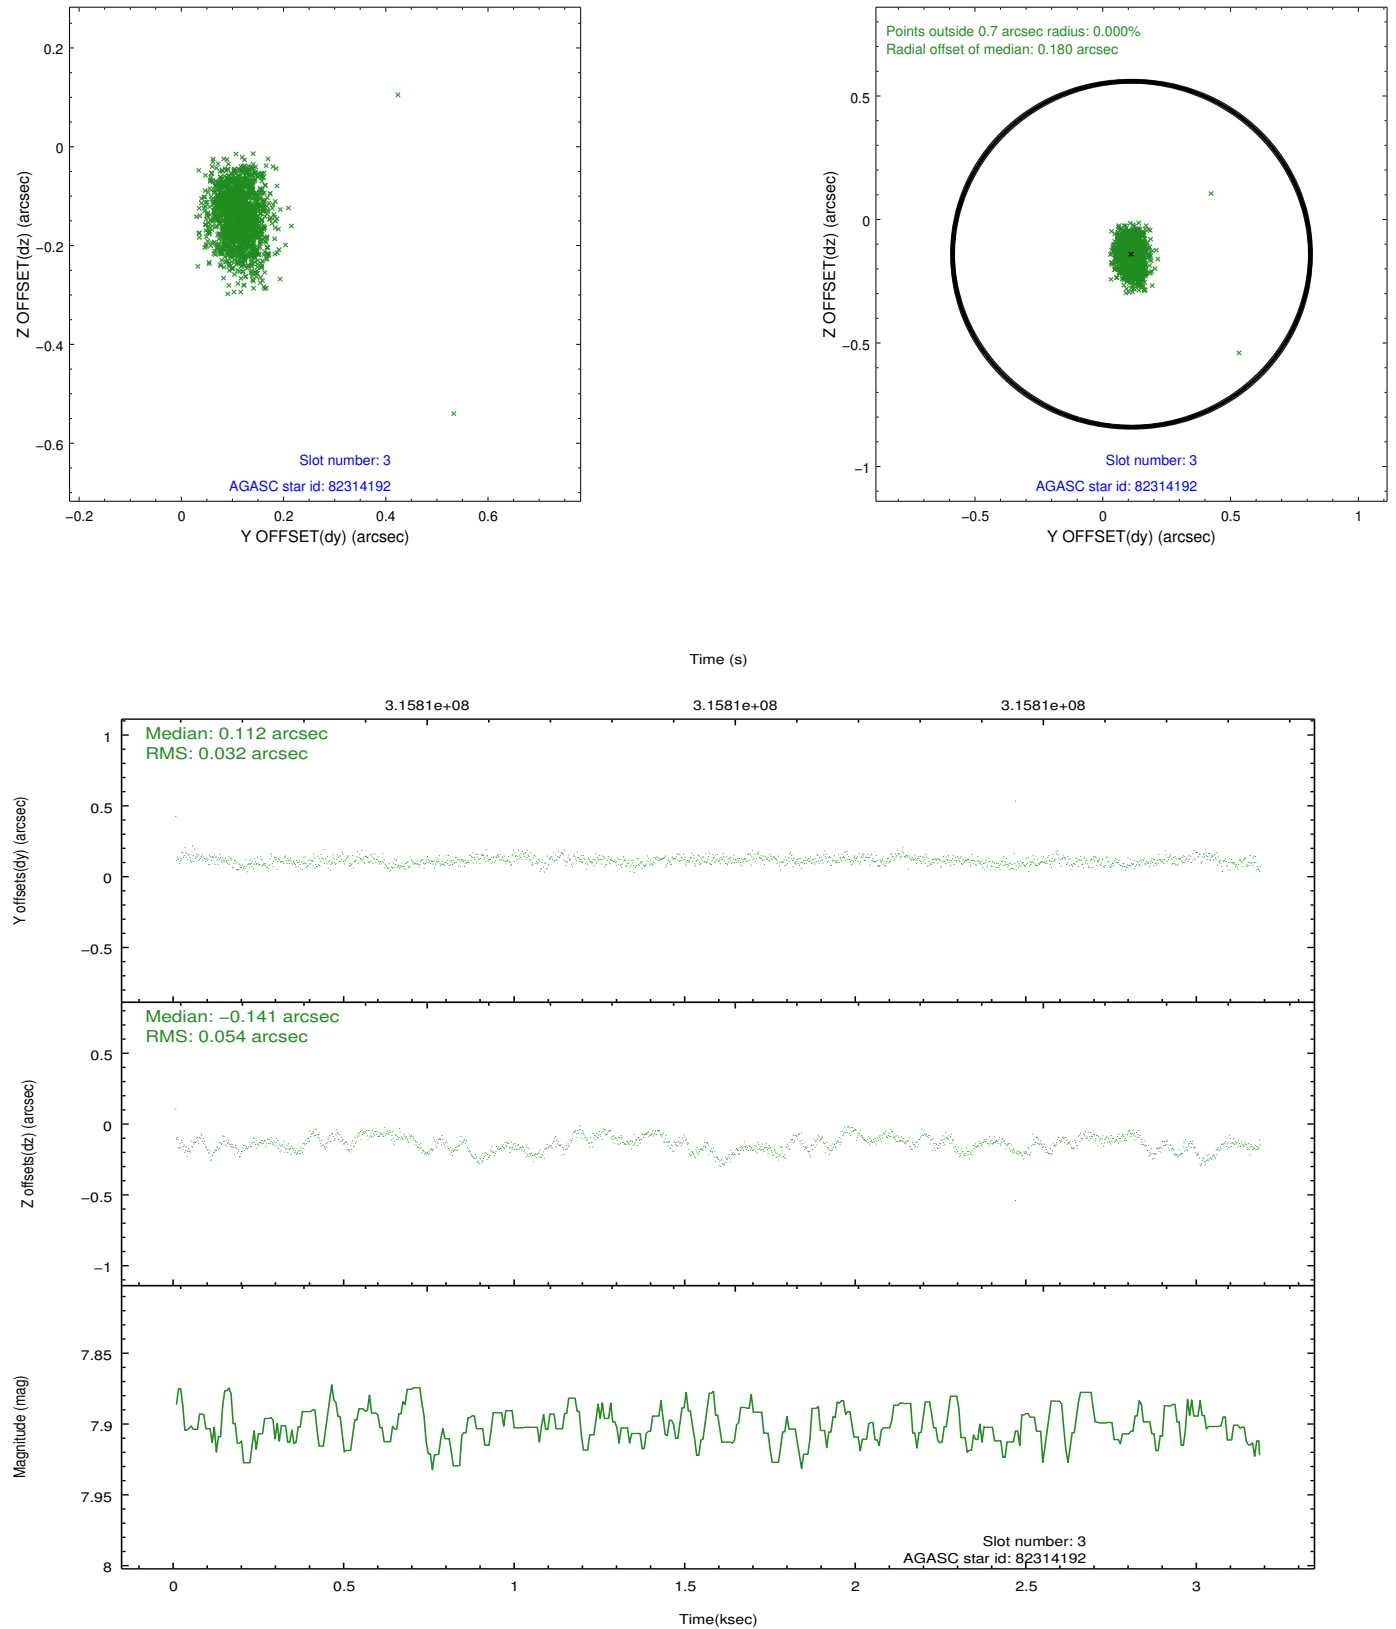 0.2
0
−0.2
−0.4
−0.6
Z OFFSET(dz) (arcsec)
Slot number: 3
AGASC star id: 82314192
−0.2
0
0.2
0.4
0.6
Y OFFSET(dy) (arcsec)
Points outside 0.7 arcsec radius: 0.000%
Radial offset of median: 0.180 arcsec
0.5
0
−0.5
−1
Z OFFSET(dz) (arcsec)
Slot number: 3
AGASC star id: 82314192
−0.5
0
0.5
1
Y OFFSET(dy) (arcsec)
Time (s)
3.1581e+08
3.1581e+08
3.1581e+08
Median: 0.112 arcsec
RMS: 0.032 arcsec
1
0.5
0
−0.5
Y offsets(dy) (arcsec)
Median: −0.141 arcsec
RMS: 0.054 arcsec
0.5
0
−0.5
−1
Z offsets(dz) (arcsec)
7.85
7.9
7.95
8
Magnitude (mag)
Slot number: 3
AGASC star id: 82314192
0
0.5
1
1.5
2
2.5
3
Time(ksec)